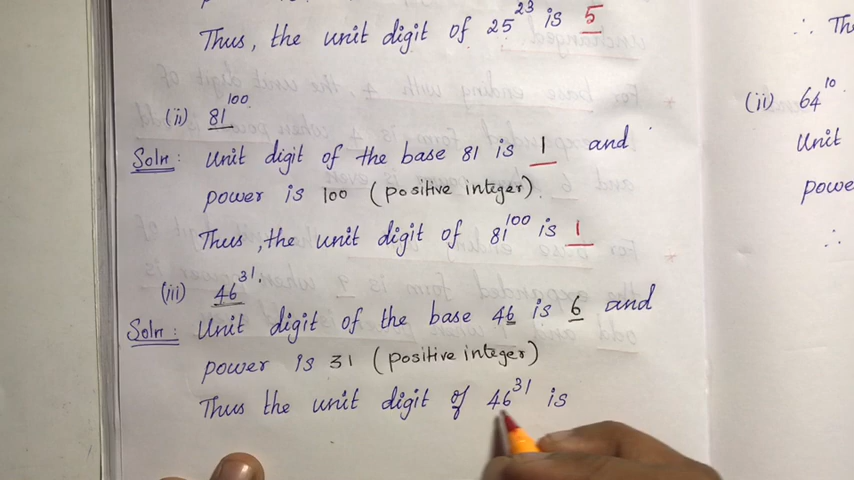 Thus, the unit digit of 25^23 is 5
(ii) 81^100
Soln: Unit digit of the base 81 is 1 and
power is 100 (positive integer).
Thus, the unit digit of 81^100 is 1
(iii) 46^31.
Soln: Unit digit of the base 46 is 6 and
power is 31 (positive integer)
Thus the unit digit of 46^31 is
∴ Th
(ii) 64^10
Unit
powe
∴